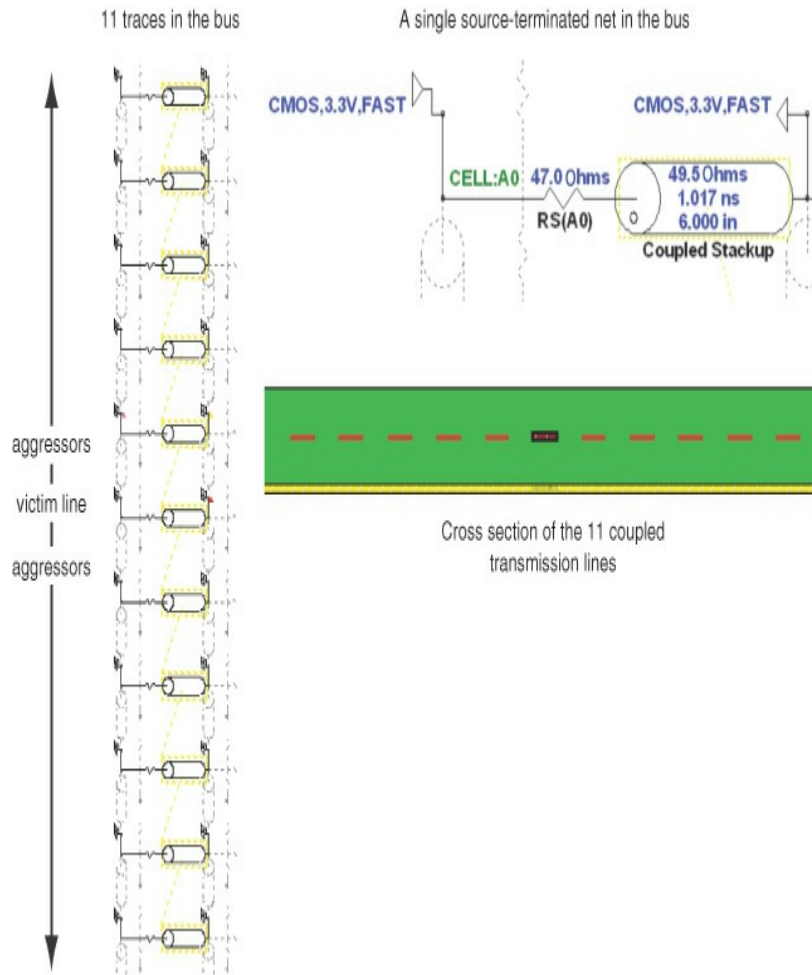 11 traces in the bus
A single source-terminated net in the bus
CMOS,3.3V,FAST
CMOS,3.3V,FAST
CELL:A0
47.0 Ohms
RS(A0)
49.5 Ohms
1.017 ns
6.000 in
Coupled Stackup
aggressors
victim line
aggressors
Cross section of the 11 coupled
transmission lines